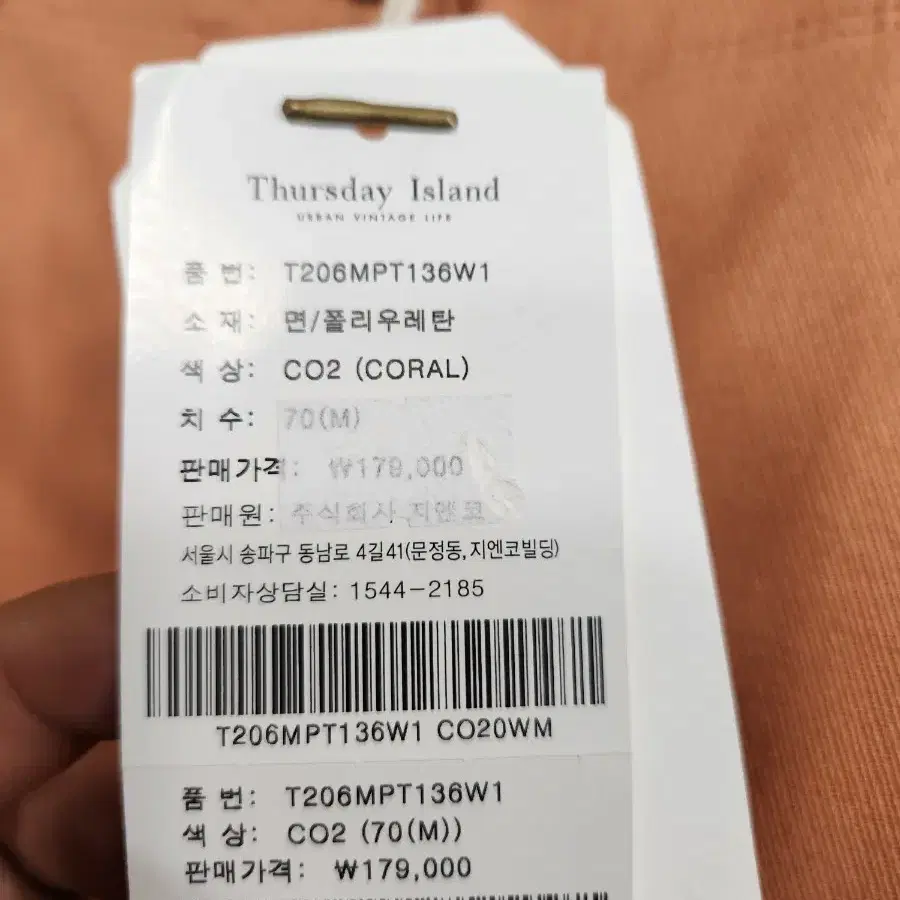 Thursday Island
URBAN VINTAGE LIFE
품 번: T206MPT136W1
소 재: 면/폴리우레탄
색 상: CO2 (CORAL)
치 수: 70(M)
판매가격: ₩179,000
판매원: 주식회사 지엔코
서울시 송파구 동남로 4길41(문정동,지엔코빌딩)
소비자상담실: 1544-2185
T206MPT136W1 CO20WM
품 번: T206MPT136W1
색 상: CO2 (70(M))
판매가격: ₩179,000